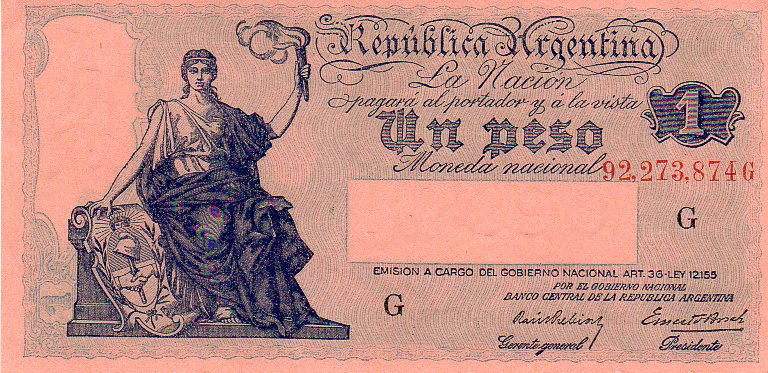 República Argentina
La Nación
pagará al portador y á la vista
1
Un peso
Moneda nacional
92,273,874 G
G
EMISION A CARGO DEL GOBIERNO NACIONAL ART. 36-LEY 12.155
POR EL GOBIERNO NACIONAL
BANCO CENTRAL DE LA REPUBLICA ARGENTINA
G
Gerente general
Presidente